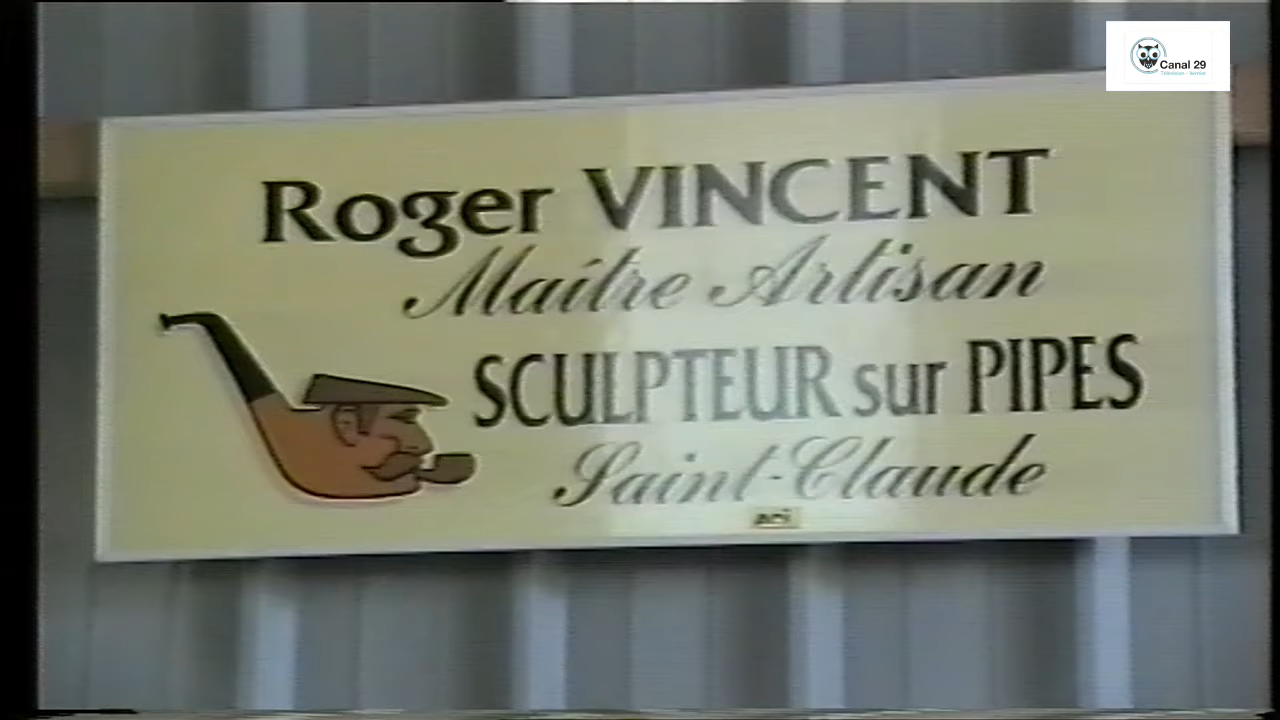 Canal 29
Roger VINCENT
Maître Artisan
SCULPTEUR sur PIPES
Saint-Claude